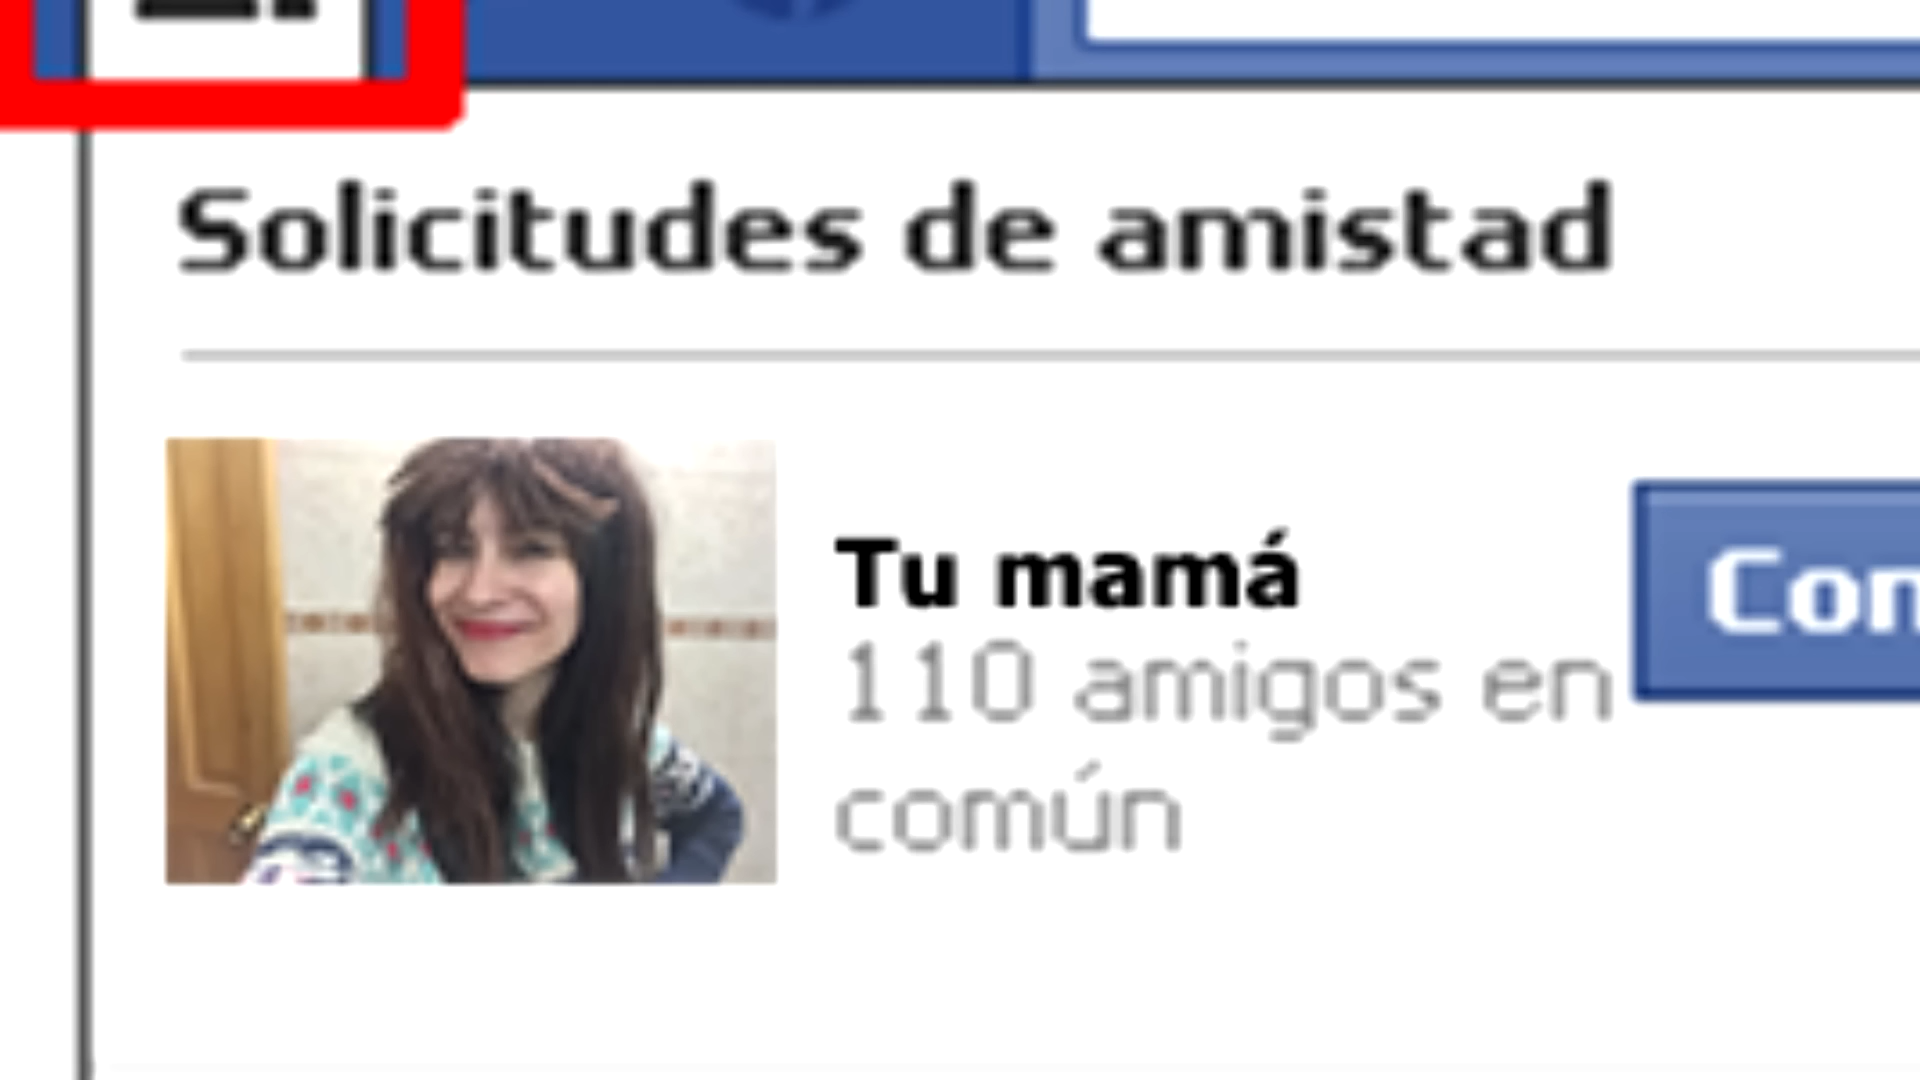 Solicitudes de amistad
Tu mamá
110 amigos en
común